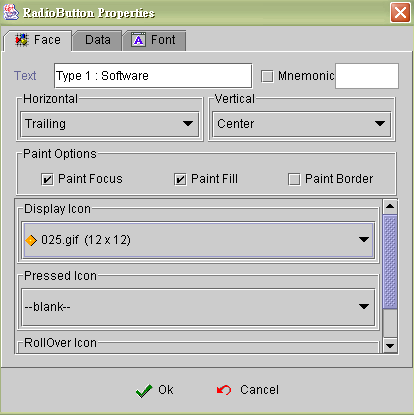 RadioButton Properties
Face Data Font
Text Type 1 : Software Mnemonic
Horizontal Vertical
Trailing Center
Paint Options
Paint Focus Paint Fill Paint Border
Display Icon
025.gif (12 x 12)
Pressed Icon
--blank--
RollOver Icon
Ok Cancel